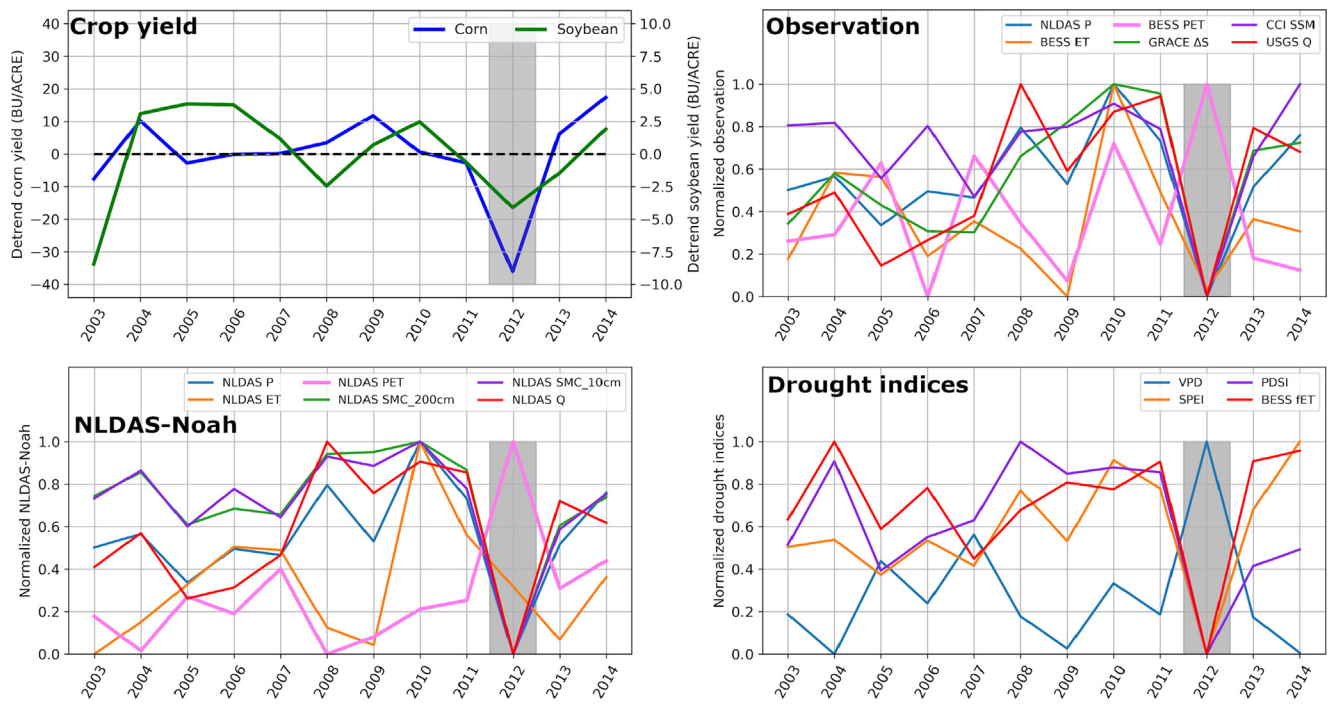 Crop yield
Corn
Soybean
Detrend corn yield (BU/ACRE)
40
30
20
10
0
−10
−20
−30
−40
10.0
7.5
5.0
2.5
0.0
−2.5
−5.0
−7.5
−10.0
Detrend soybean yield (BU/ACRE)
2003 2004 2005 2006 2007 2008 2009 2010 2011 2012 2013 2014
Observation
NLDAS P BESS PET CCI SSM
BESS ET GRACE ΔS USGS Q
Normalized observation
1.0
0.8
0.6
0.4
0.2
0.0
2003 2004 2005 2006 2007 2008 2009 2010 2011 2012 2013 2014
NLDAS P NLDAS PET NLDAS SMC_10cm
NLDAS ET NLDAS SMC_200cm NLDAS Q
NLDAS-Noah
Normalized NLDAS-Noah
1.0
0.8
0.6
0.4
0.2
0.0
2003 2004 2005 2006 2007 2008 2009 2010 2011 2012 2013 2014
Drought indices
VPD PDSI
SPEI BESS fET
Normalized drought indices
1.0
0.8
0.6
0.4
0.2
0.0
2003 2004 2005 2006 2007 2008 2009 2010 2011 2012 2013 2014